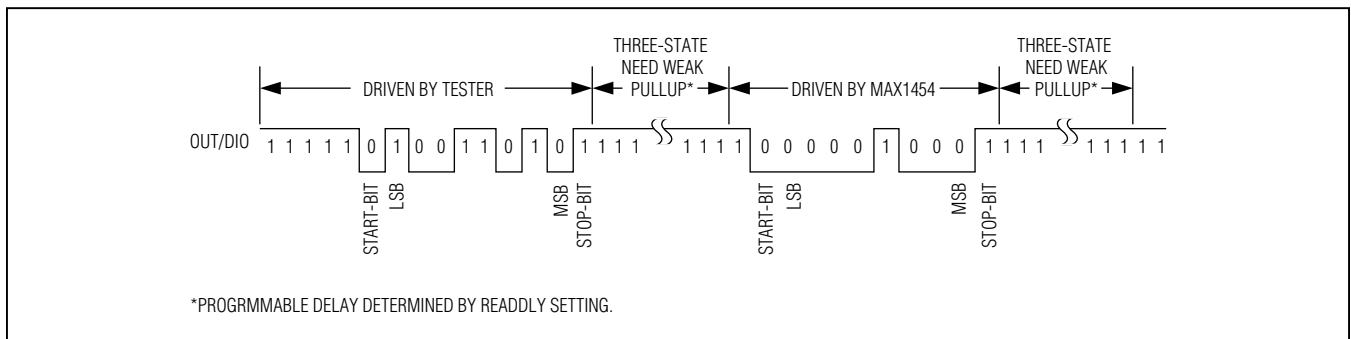 THREE-STATE
NEED WEAK
PULLUP*
THREE-STATE
NEED WEAK
PULLUP*
DRIVEN BY TESTER
DRIVEN BY MAX1454
OUT/DIO
1 1 1 1 1 0 1 0 0 1 1 0 1 0 1 1 1 1 1 1 1 1 0 0 0 0 0 1 0 0 0 1 1 1 1 1 1 1 1 1
START-BIT
LSB
MSB
STOP-BIT
START-BIT
LSB
MSB
STOP-BIT
*PROGRMMABLE DELAY DETERMINED BY READDLY SETTING.